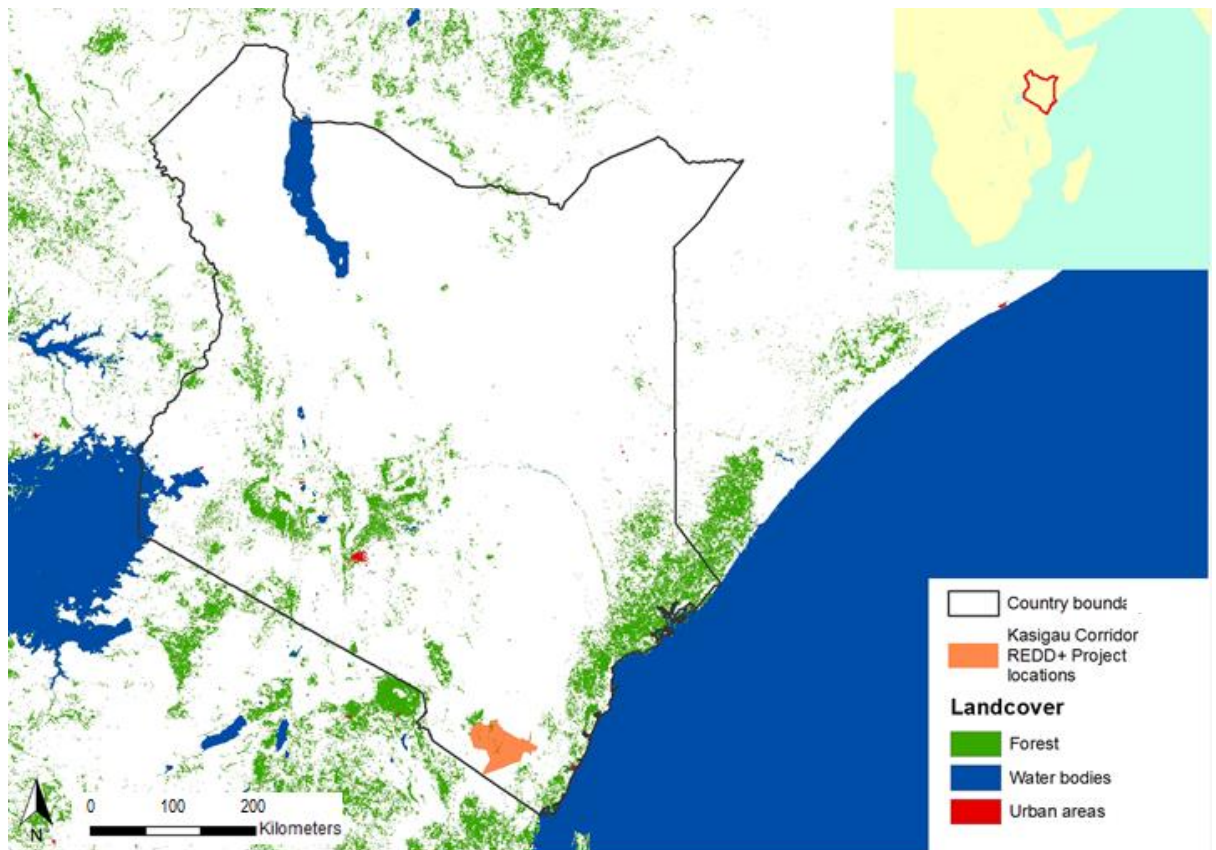 Country bounda
Kasigau Corridor
REDD+ Project
locations
Landcover
Forest
Water bodies
Urban areas
0 100 200
Kilometers
N